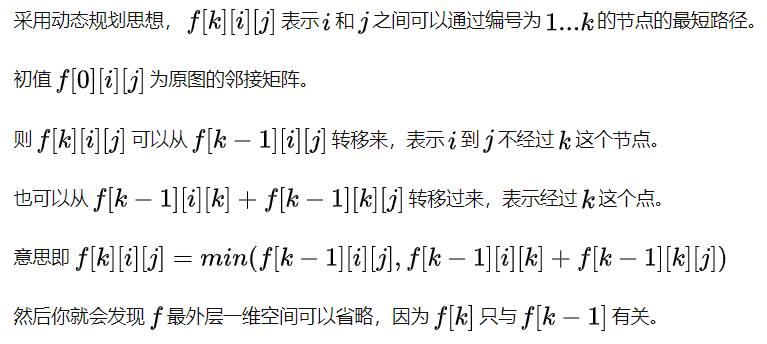 采用动态规划思想，f[k][i][j] 表示 i 和 j 之间可以通过编号为 1...k 的节点的最短路径。
初值 f[0][i][j] 为原图的邻接矩阵。
则 f[k][i][j] 可以从 f[k − 1][i][j] 转移来，表示 i 到 j 不经过 k 这个节点。
也可以从 f[k − 1][i][k] + f[k − 1][k][j] 转移过来，表示经过 k 这个点。
意思即 f[k][i][j] = min(f[k − 1][i][j], f[k − 1][i][k] + f[k − 1][k][j])
然后你就会发现 f 最外层一维空间可以省略，因为 f[k] 只与 f[k − 1] 有关。